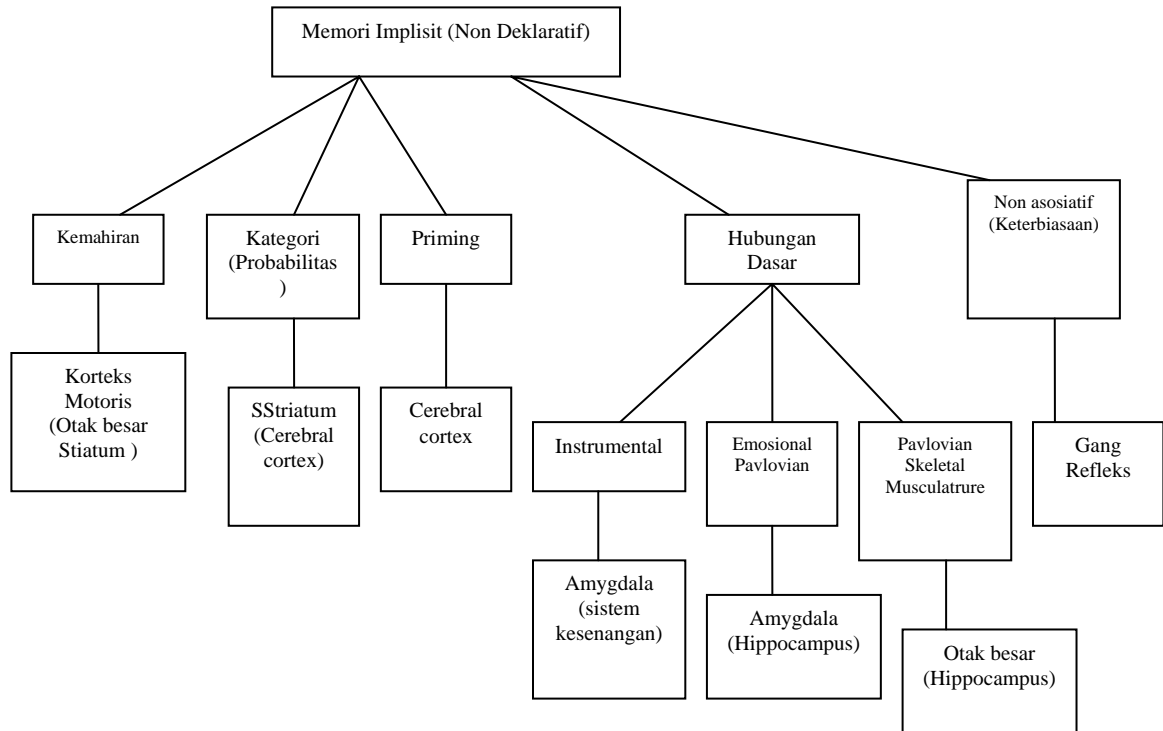 Memori Implisit (Non Deklaratif)
Kemahiran
Kategori
(Probabilitas
)
Priming
Hubungan
Dasar
Non asosiatif
(Keterbiasaan)
Korteks
Motoris
(Otak besar
Stiatum )
SStriatum
(Cerebral
cortex)
Cerebral
cortex
Instrumental
Emosional
Pavlovian
Pavlovian
Skeletal
Musculatrure
Gang
Refleks
Amygdala
(sistem
kesenangan)
Amygdala
(Hippocampus)
Otak besar
(Hippocampus)